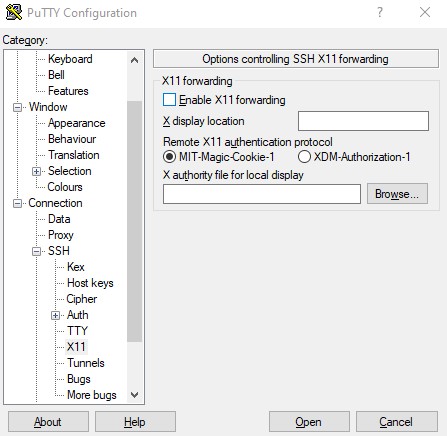 PuTTY Configuration
?
X
Category:
Keyboard
Bell
Features
Window
Appearance
Behaviour
Translation
Selection
Colours
Connection
Data
Proxy
SSH
Kex
Host keys
Cipher
Auth
TTY
X11
Tunnels
Bugs
More bugs
Options controlling SSH X11 forwarding
X11 forwarding
Enable X11 forwarding
X display location
Remote X11 authentication protocol
MIT-Magic-Cookie-1 XDM-Authorization-1
X authority file for local display
Browse...
About Help Open Cancel